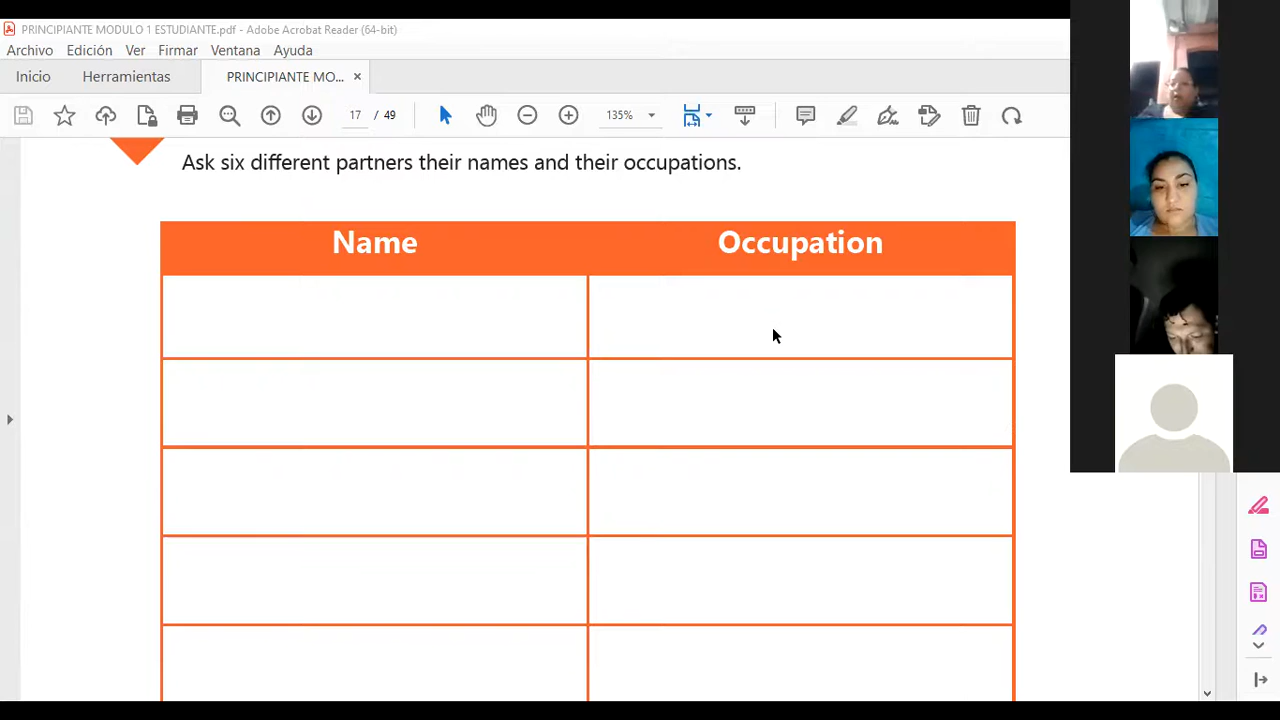 PRINCIPIANTE MODULO 1 ESTUDIANTE.pdf - Adobe Acrobat Reader (64-bit)
Archivo Edición Ver Firmar Ventana Ayuda
Inicio Herramientas PRINCIPIANTE MO... ×
17 / 49 135%
Ask six different partners their names and their occupations.
Name Occupation